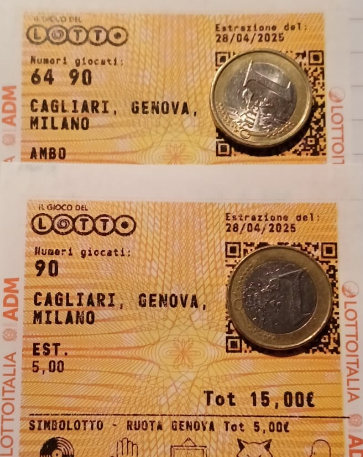 IL GIOCO DEL
LOTTO
Estrazione del:
28/04/2025
Numeri giocati:
64 90
CAGLIARI, GENOVA,
MILANO
AMBO
ADM
IL GIOCO DEL
LOTTO
Estrazione del:
28/04/2025
Numeri giocati:
90
CAGLIARI, GENOVA,
MILANO
EST.
5,00
Tot 15,00€
SIMBOLOTTO - RUOTA GENOVA Tot 5,00€
LOTTOITALIA ADM
LOTTOITALIA